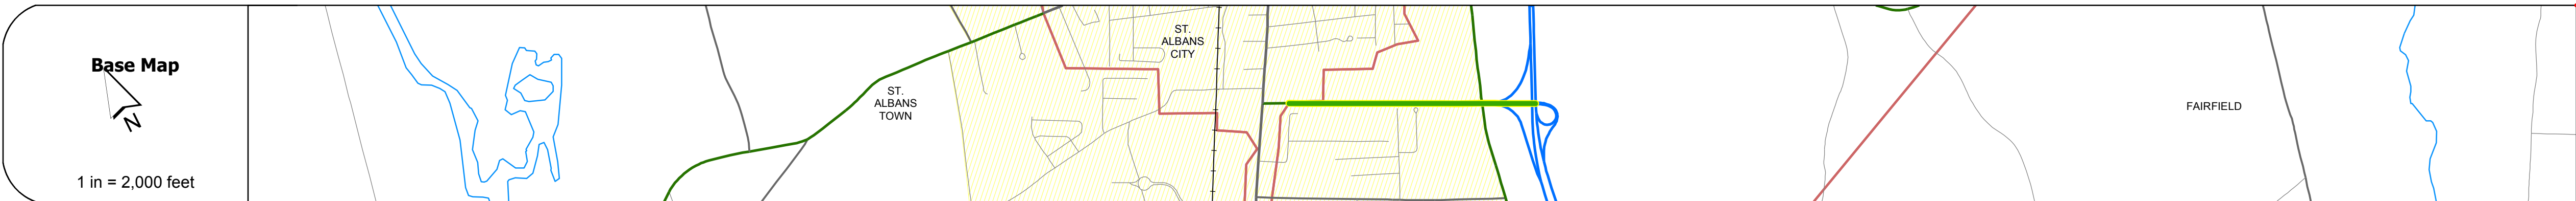 Base Map
N
1 in = 2,000 feet
ST.
ALBANS
TOWN
ST.
ALBANS
CITY
FAIRFIELD